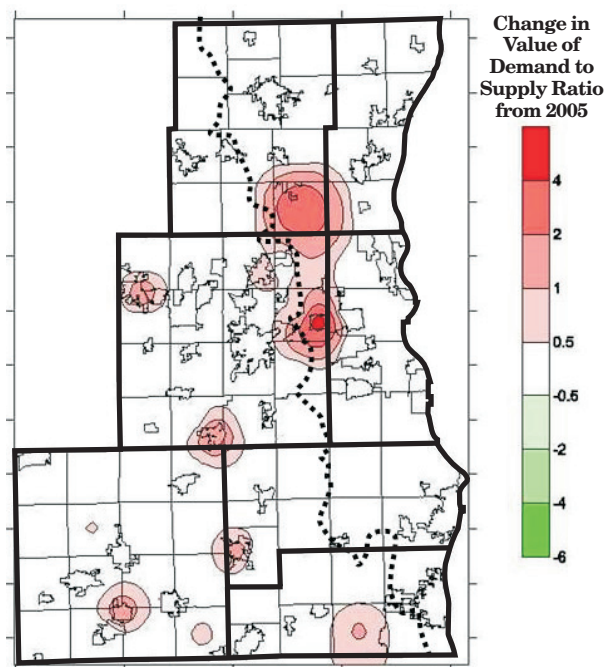 Change in
Value of
Demand to
Supply Ratio
from 2005
4
2
1
0.5
-0.5
-2
-4
-6